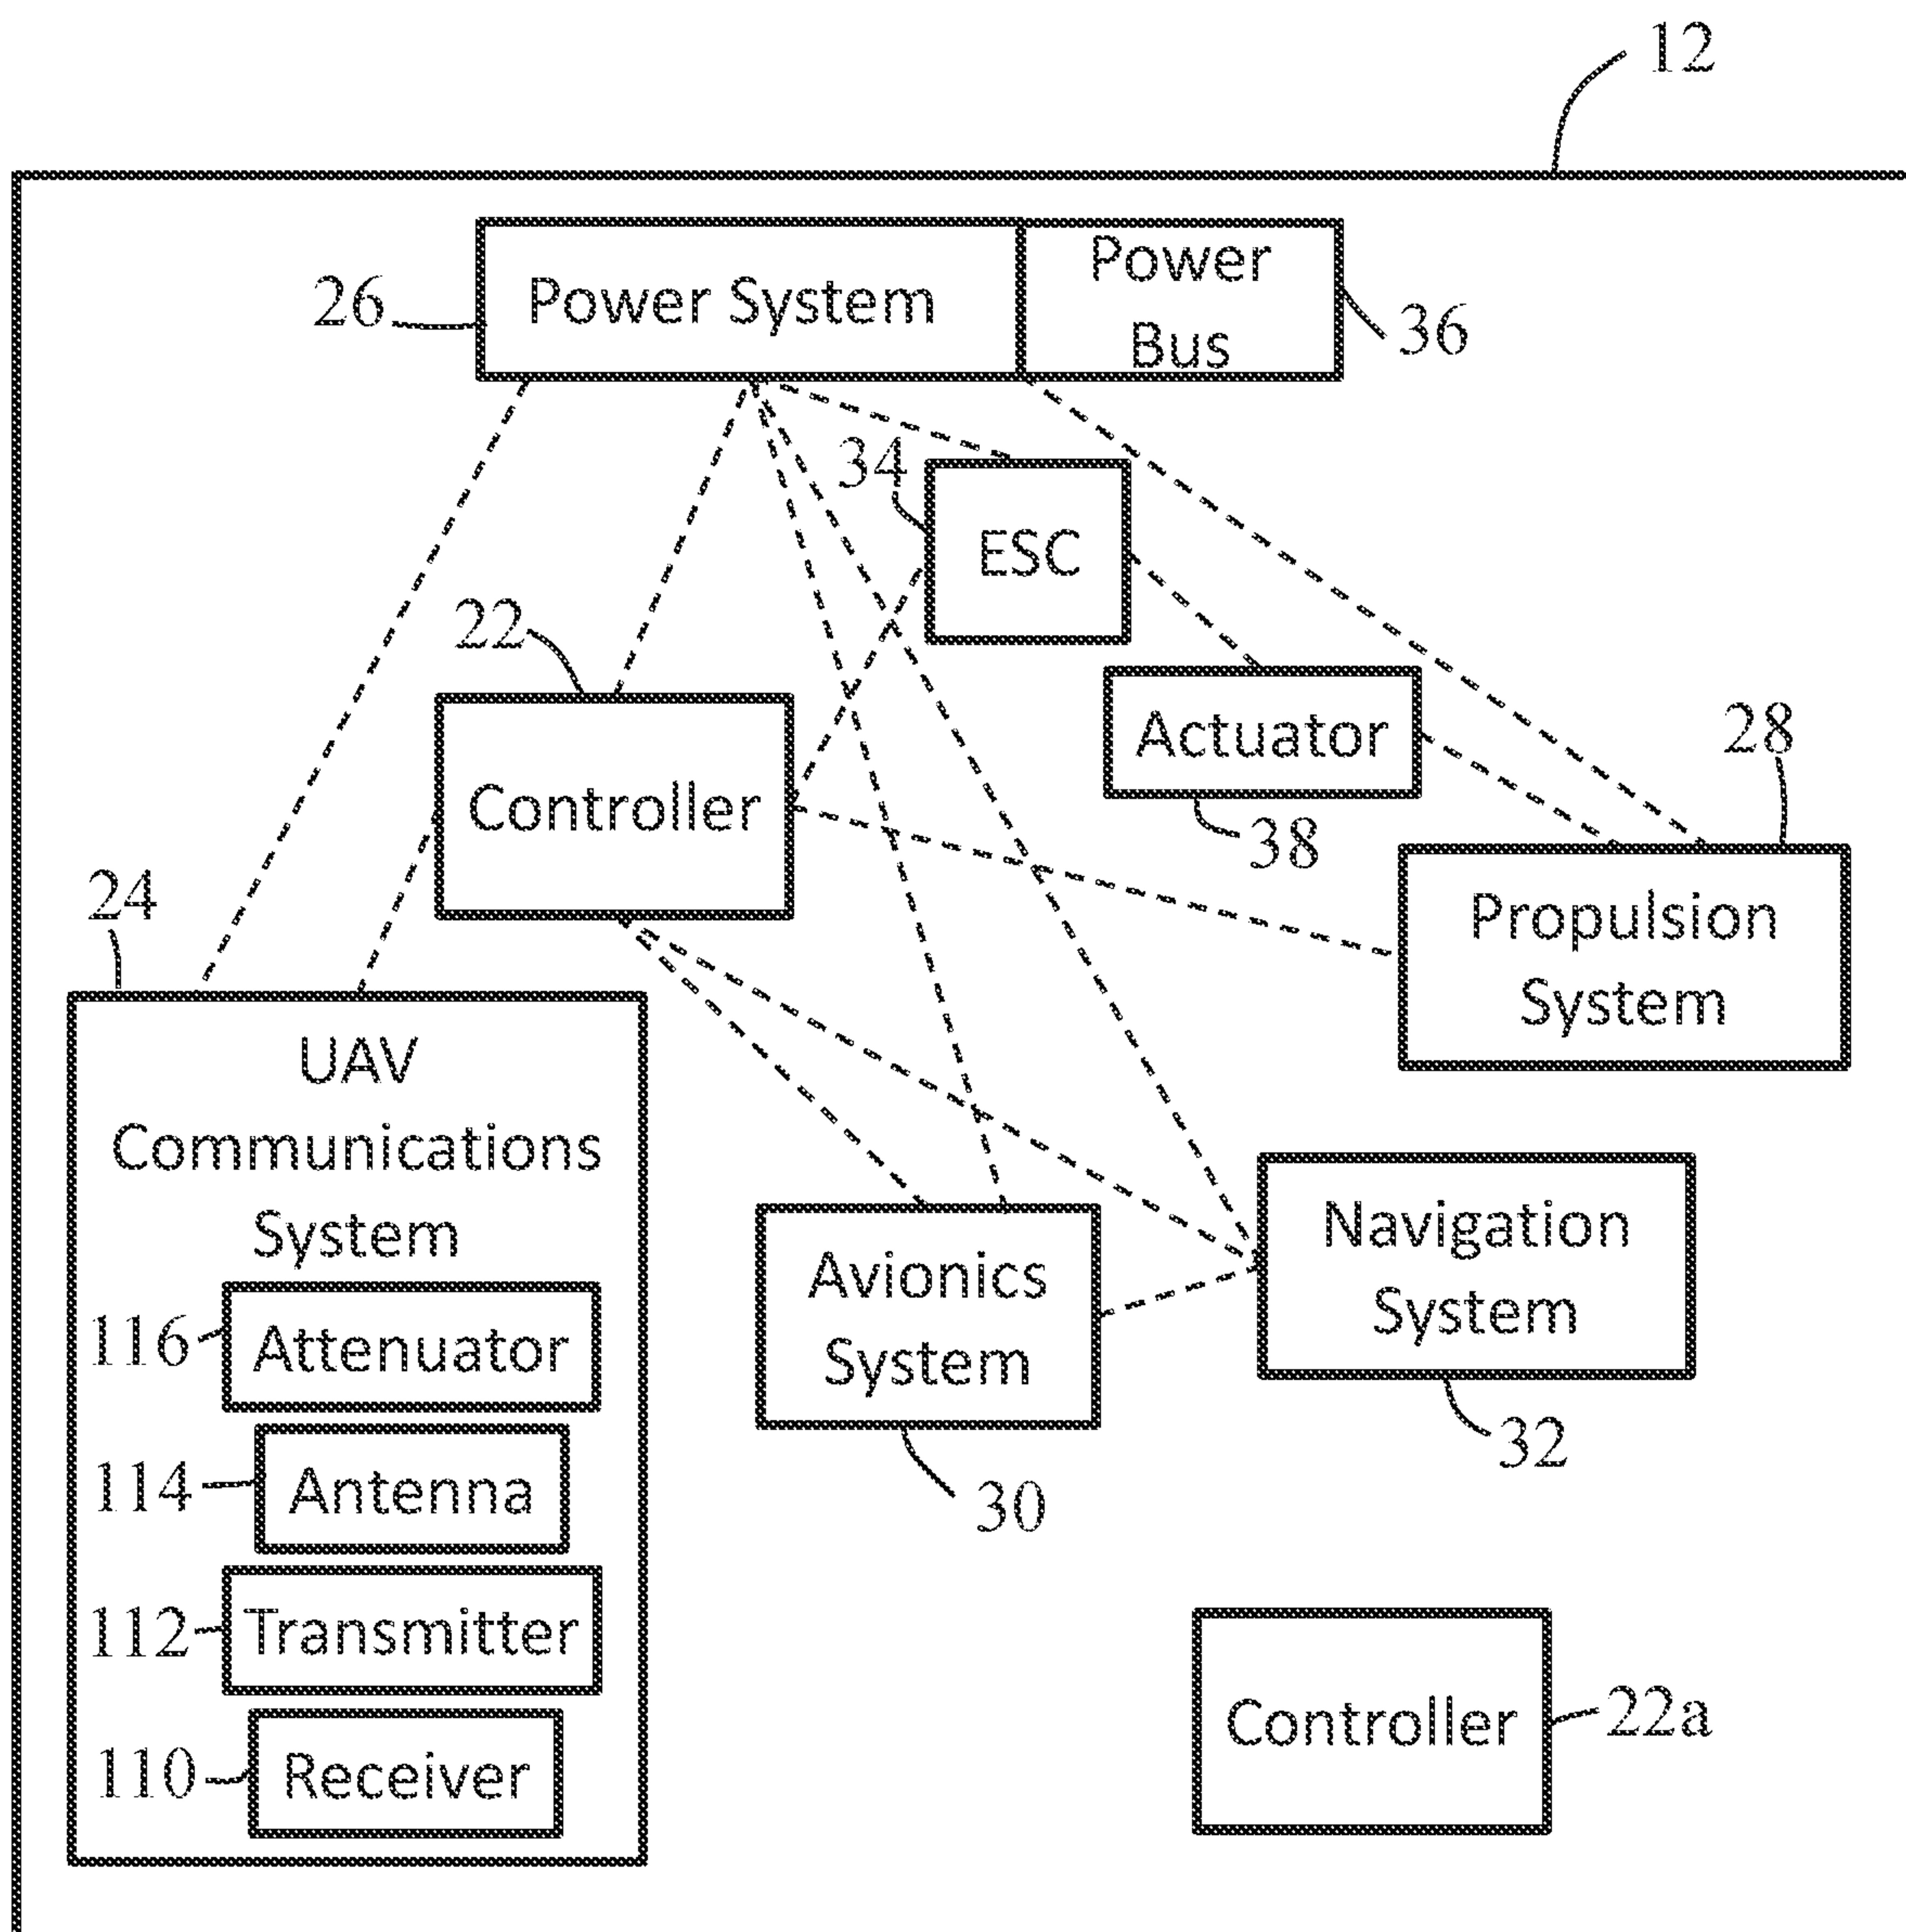 12
Power System
Power
Bus
26
36
34
ESC
22
Controller
Actuator
38
28
Propulsion
System
24
UAV
Communications
System
116
Attenuator
114
Antenna
112
Transmitter
110
Receiver
Avionics
System
30
Navigation
System
32
Controller
22a